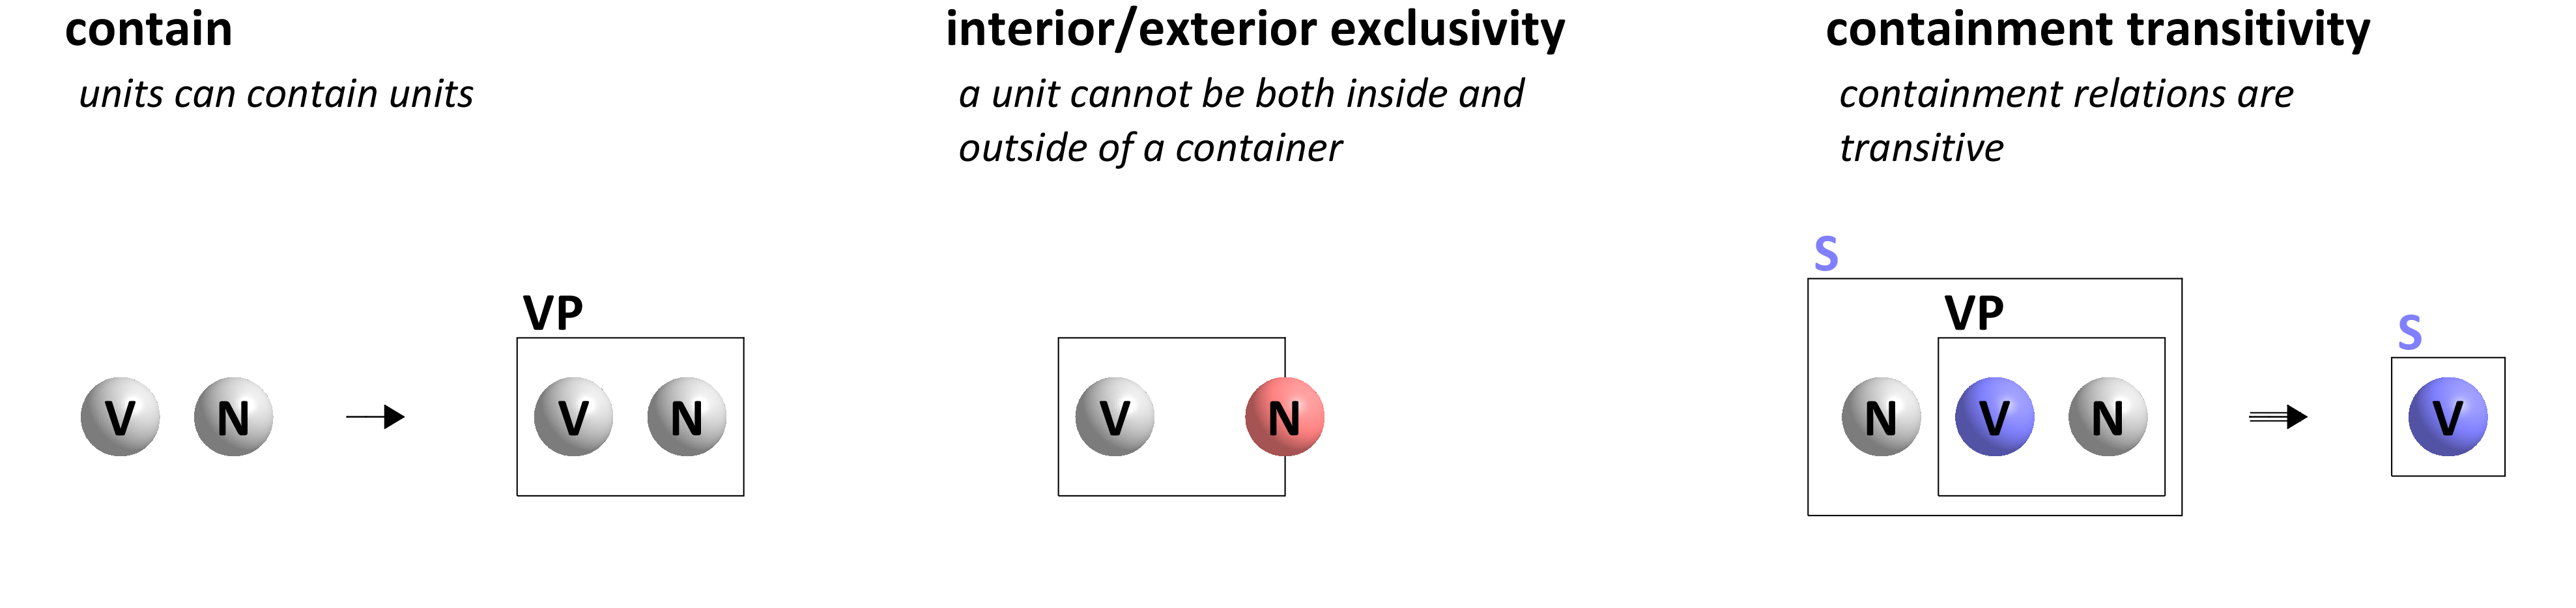 contain
units can contain units
VP
V N V N
interior/exterior exclusivity
a unit cannot be both inside and
outside of a container
V N
containment transitivity
containment relations are
transitive
S
VP
S
N V N V